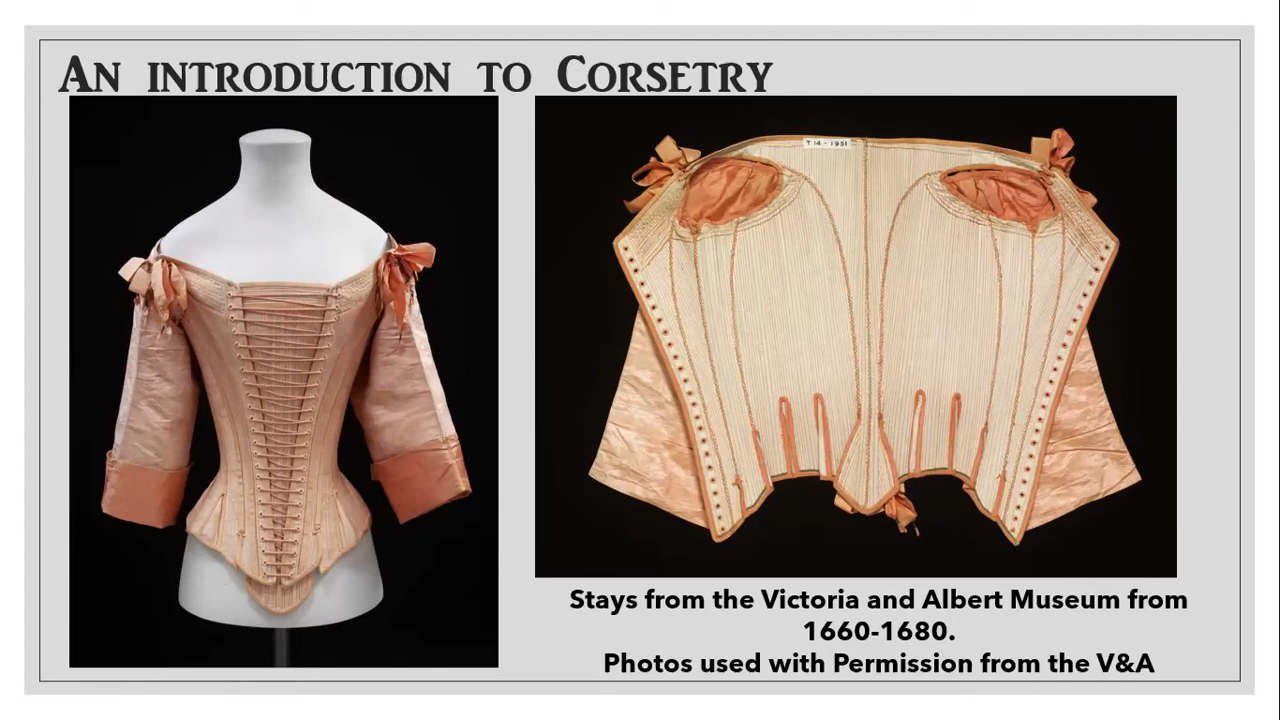 An introduction to Corsetry
T.14 - 1951
Stays from the Victoria and Albert Museum from
1660-1680.
Photos used with Permission from the V&A